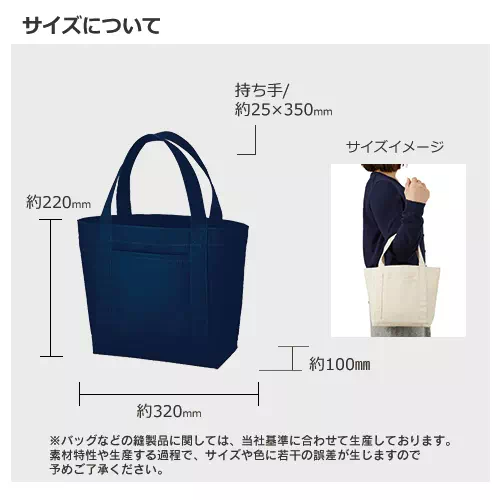 サイズについて
持ち手/
約25×350mm
サイズイメージ
約220mm
約100㎜
約320mm
※バッグなどの縫製品に関しては、当社基準に合わせて生産しております。
素材特性や生産する過程で、サイズや色に若干の誤差が生じますので
予めご了承ください。